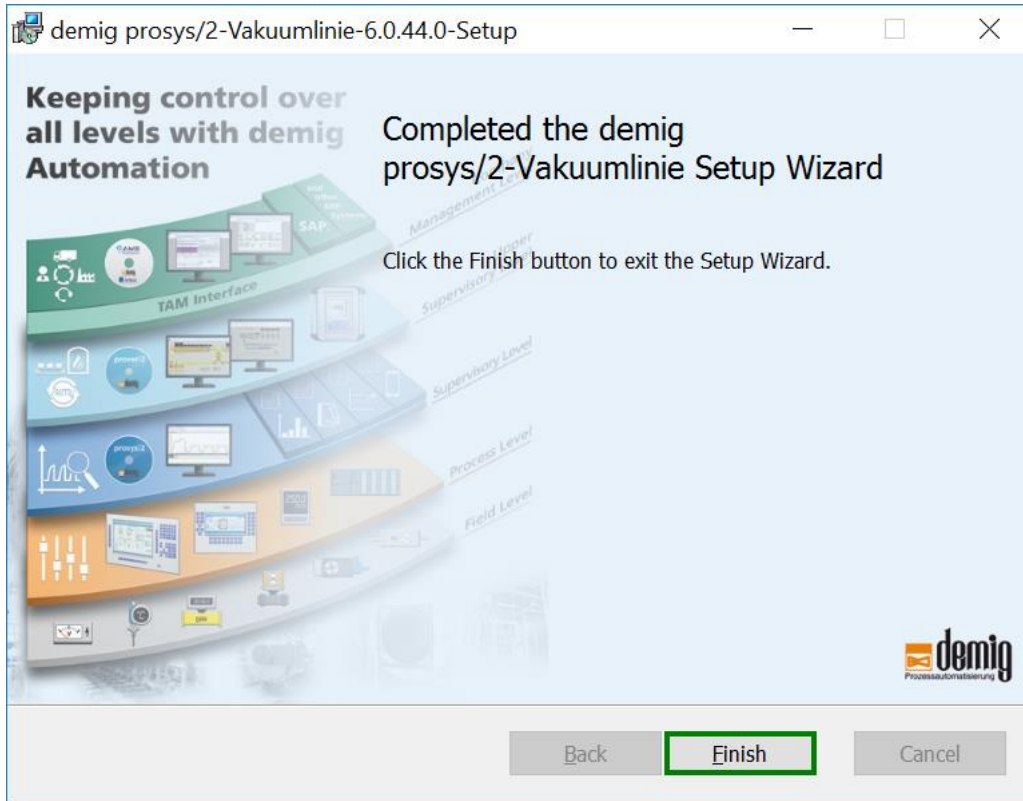 demig prosys/2-Vakuumlinie-6.0.44.0-Setup
Keeping control over
all levels with demig
Automation
Completed the demig
prosys/2-Vakuumlinie Setup Wizard
Click the Finish button to exit the Setup Wizard.
Management Level
SAP
TAM Interface
Supervisory Level
Supervisory Level
prosys/2
Process Level
Field Level
demig
Prozessautomatisierung
Back
Finish
Cancel